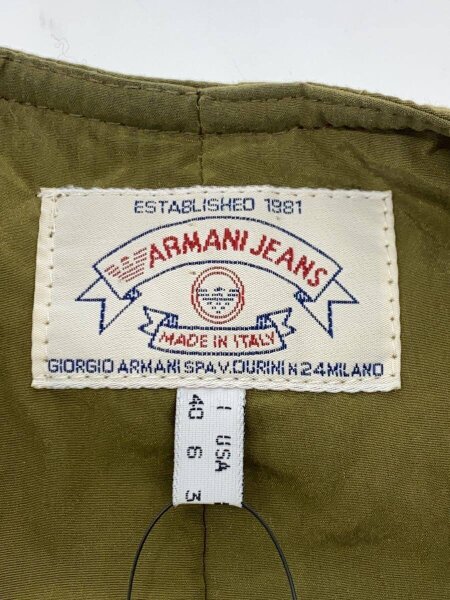 ESTABLISHED 1981
ARMANI JEANS
MADE IN ITALY
GIORGIO ARMANI SPA V. DURINI N 24 MILANO
I USA
40 6 3